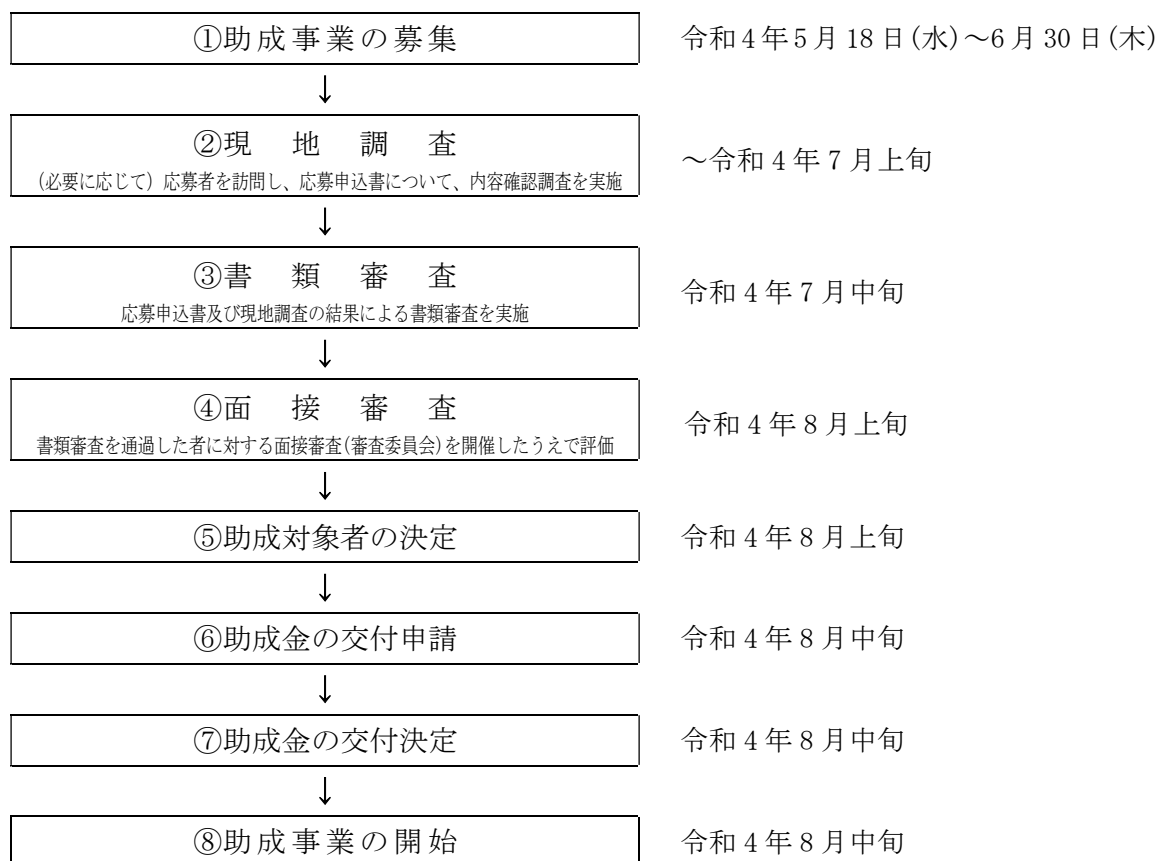 ①助成事業の募集 令和4年5月18日(水)～6月30日(木)
↓
②現地調査 ～令和4年7月上旬
(必要に応じて)応募者を訪問し、応募申込書について、内容確認調査を実施
↓
③書類審査 令和4年7月中旬
応募申込書及び現地調査の結果による書類審査を実施
↓
④面接審査 令和4年8月上旬
書類審査を通過した者に対する面接審査(審査委員会)を開催したうえで評価
↓
⑤助成対象者の決定 令和4年8月上旬
↓
⑥助成金の交付申請 令和4年8月中旬
↓
⑦助成金の交付決定 令和4年8月中旬
↓
⑧助成事業の開始 令和4年8月中旬